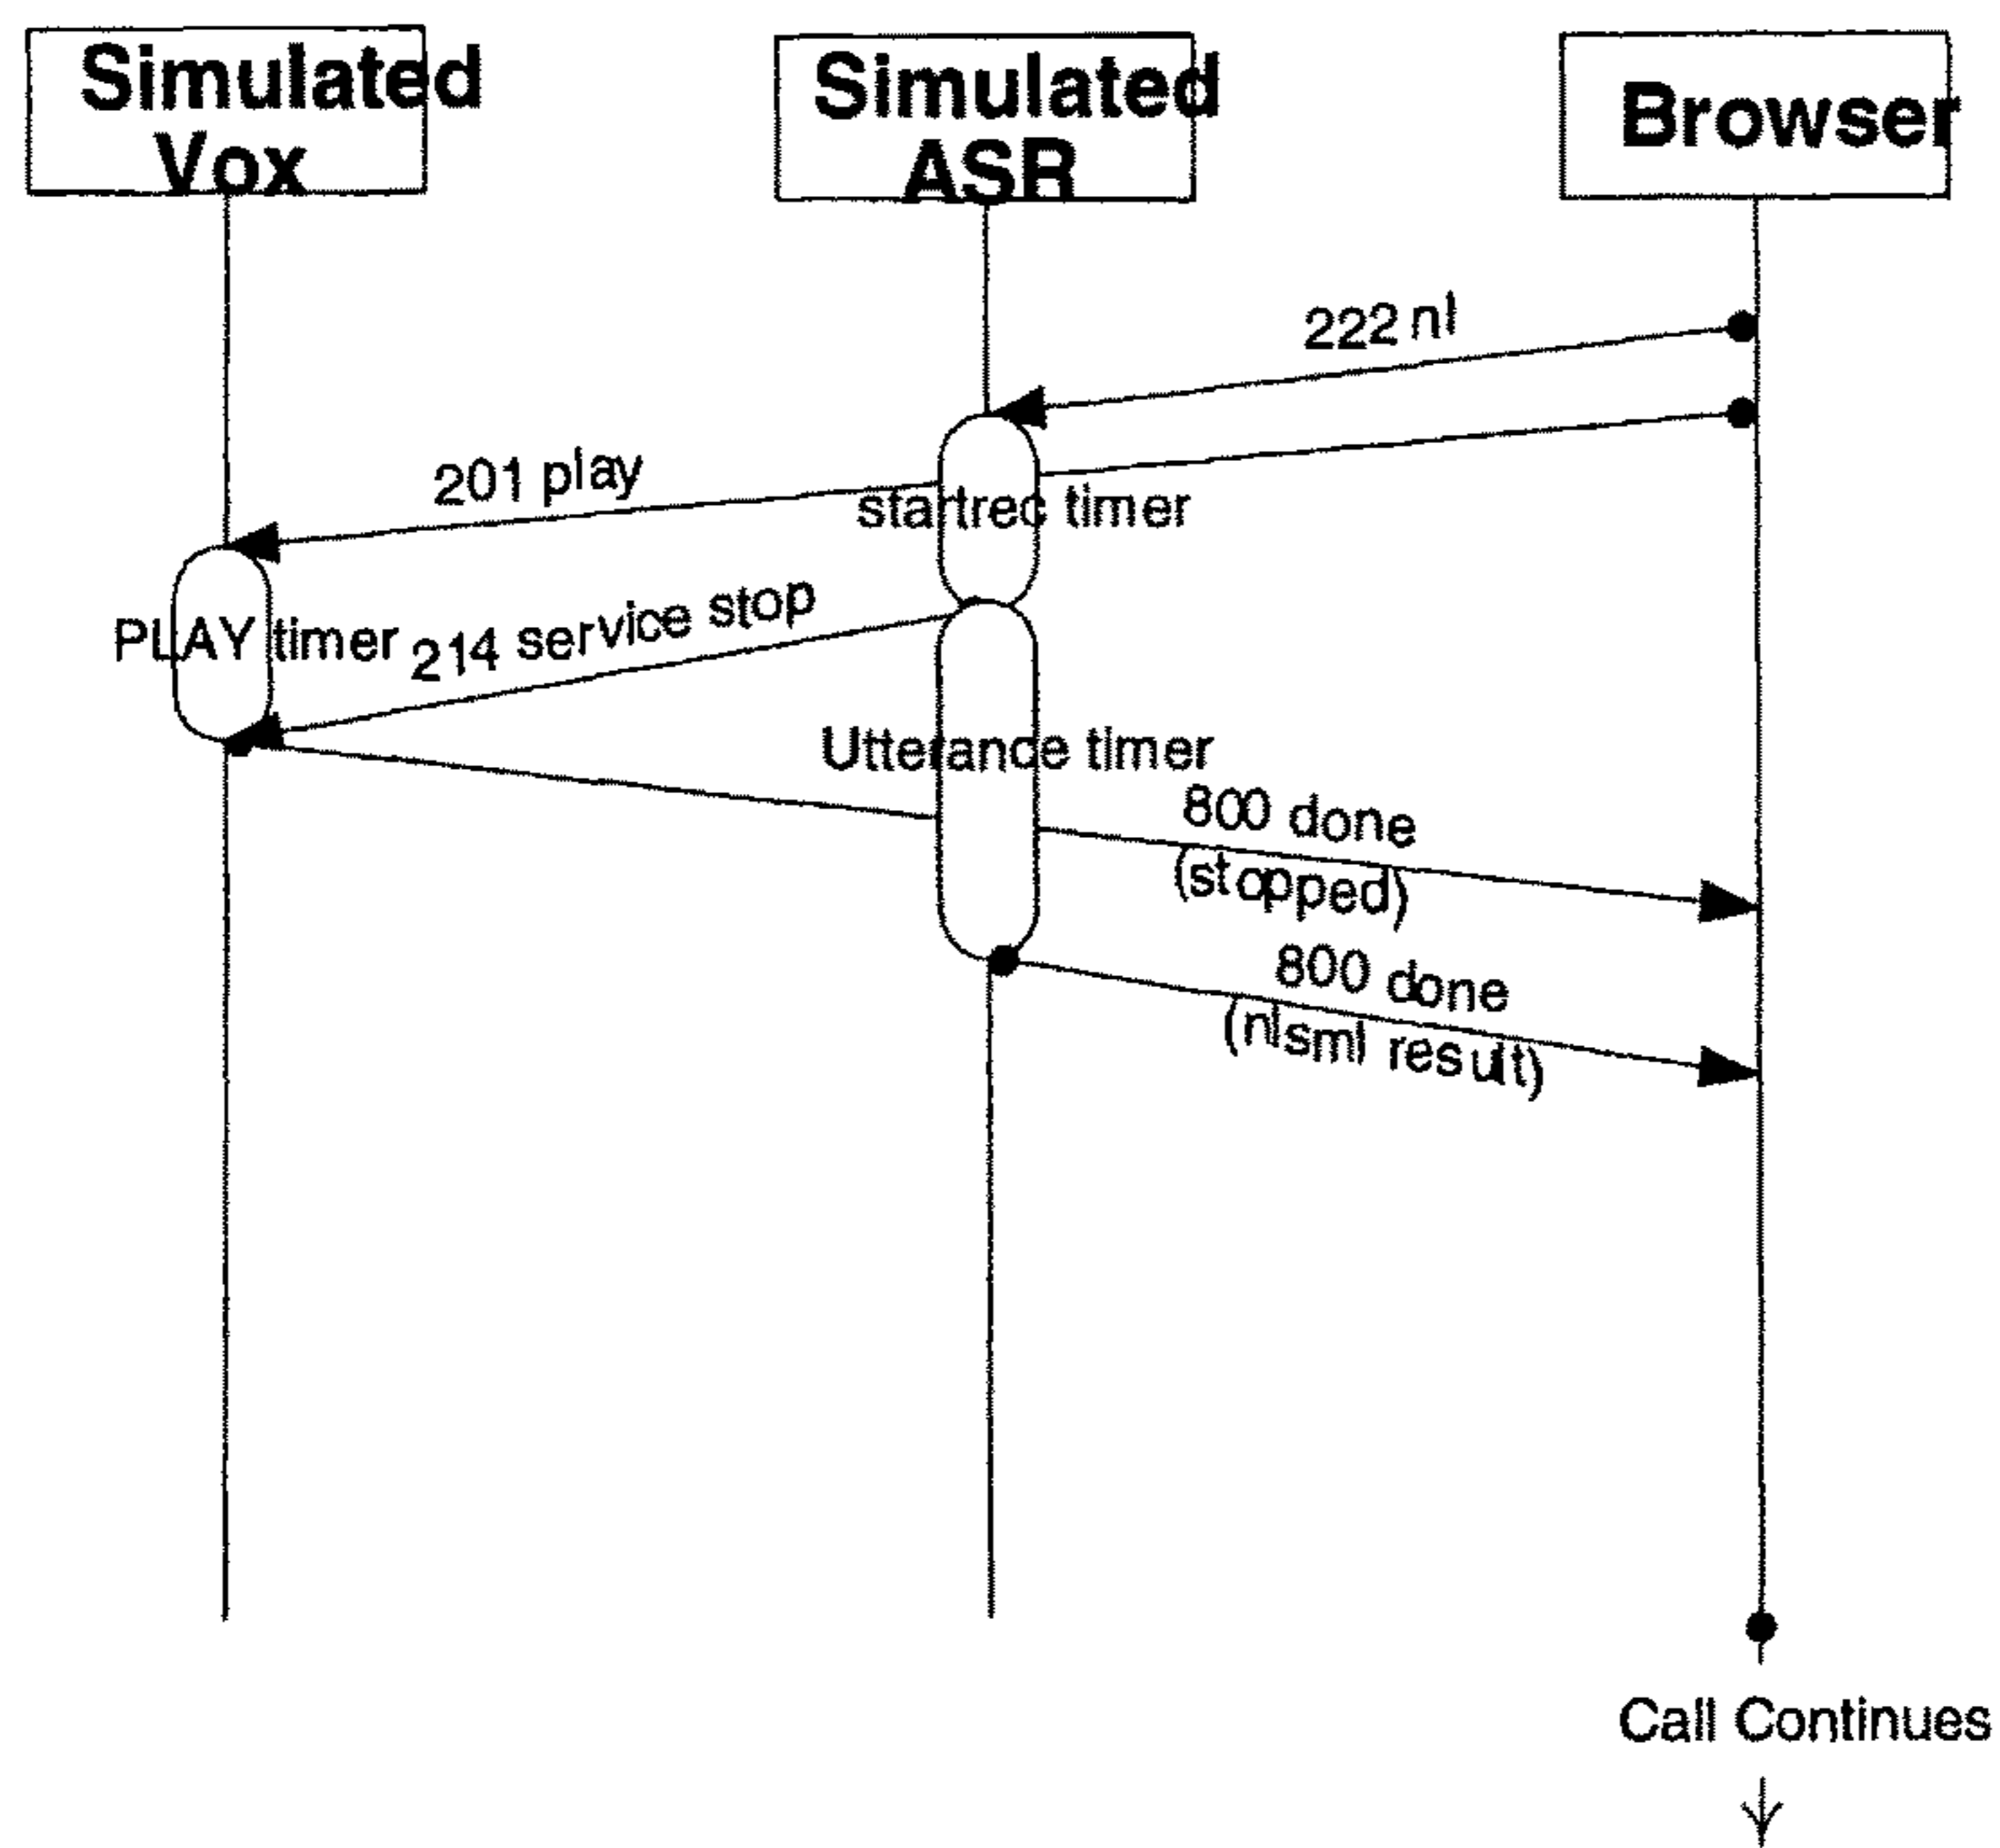 Simulated
Vox
Simulated
ASR
Browser
222 nl
201 play
startrec timer
PLAY timer
214 service stop
Utterance timer
800 done
(stopped)
800 done
(nlsml result)
Call Continues